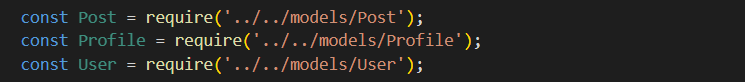 const Post = require('../../models/Post');
const Profile = require('../../models/Profile');
const User = require('../../models/User');